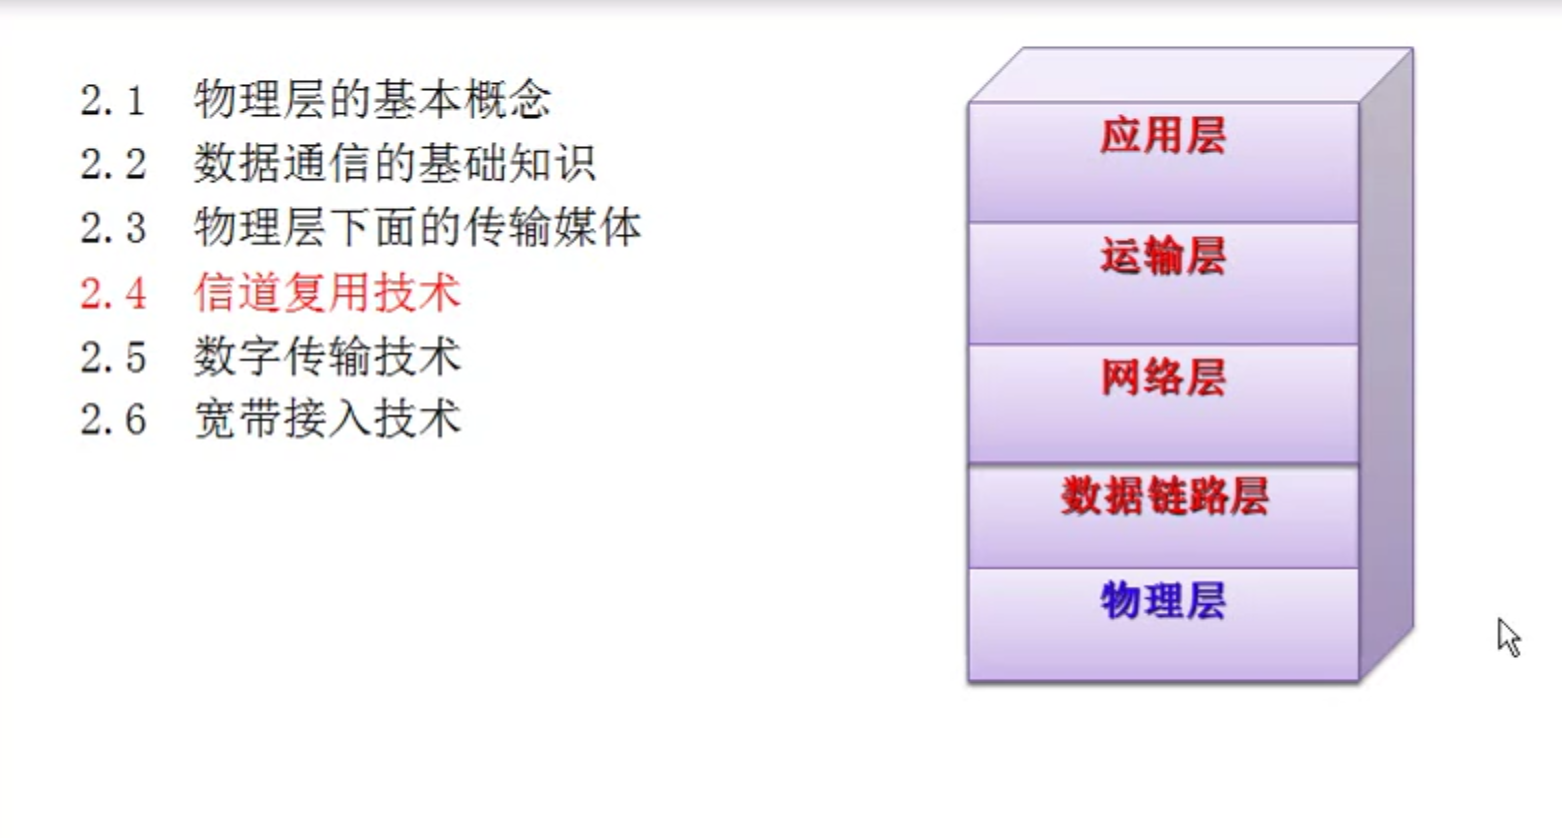 2.1 物理层的基本概念
2.2 数据通信的基础知识
2.3 物理层下面的传输媒体
2.4 信道复用技术
2.5 数字传输技术
2.6 宽带接入技术
应用层
运输层
网络层
数据链路层
物理层